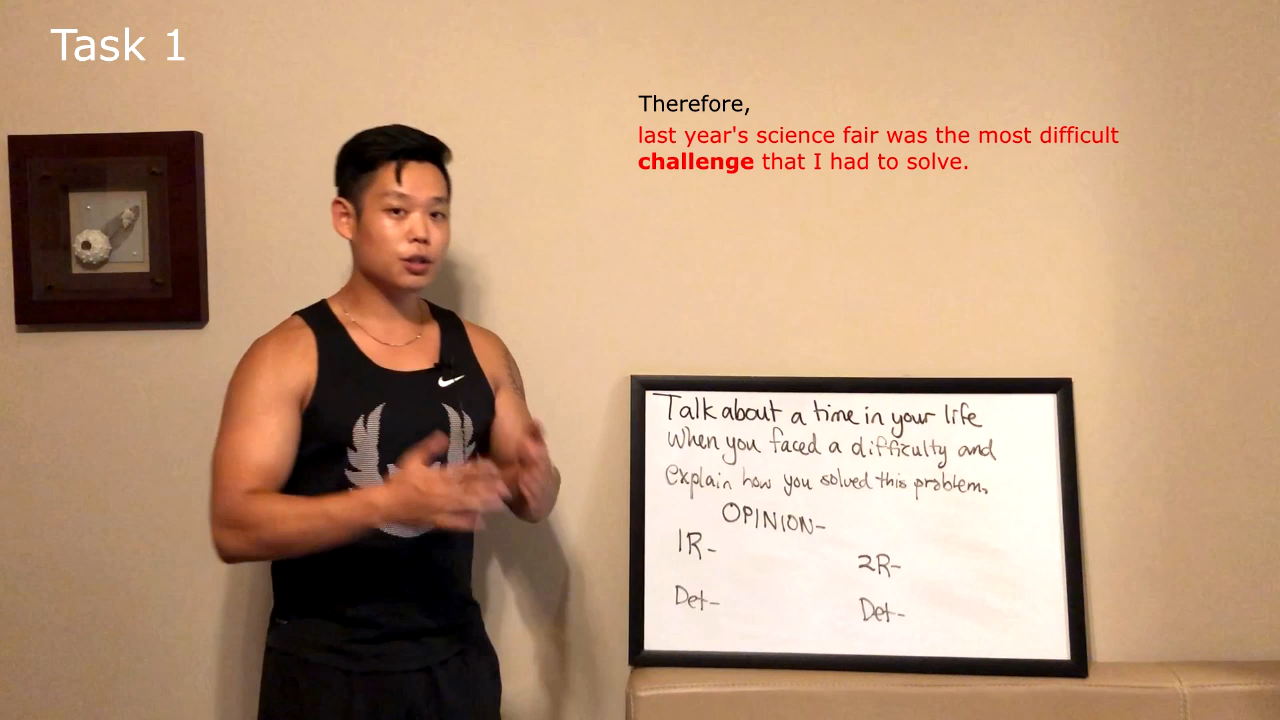 Task 1
Therefore,
last year's science fair was the most difficult
challenge that I had to solve.
Talk about a time in your life
when you faced a difficulty and
explain how you solved this problem.
OPINION-
1R-
2R-
Det-
Det-